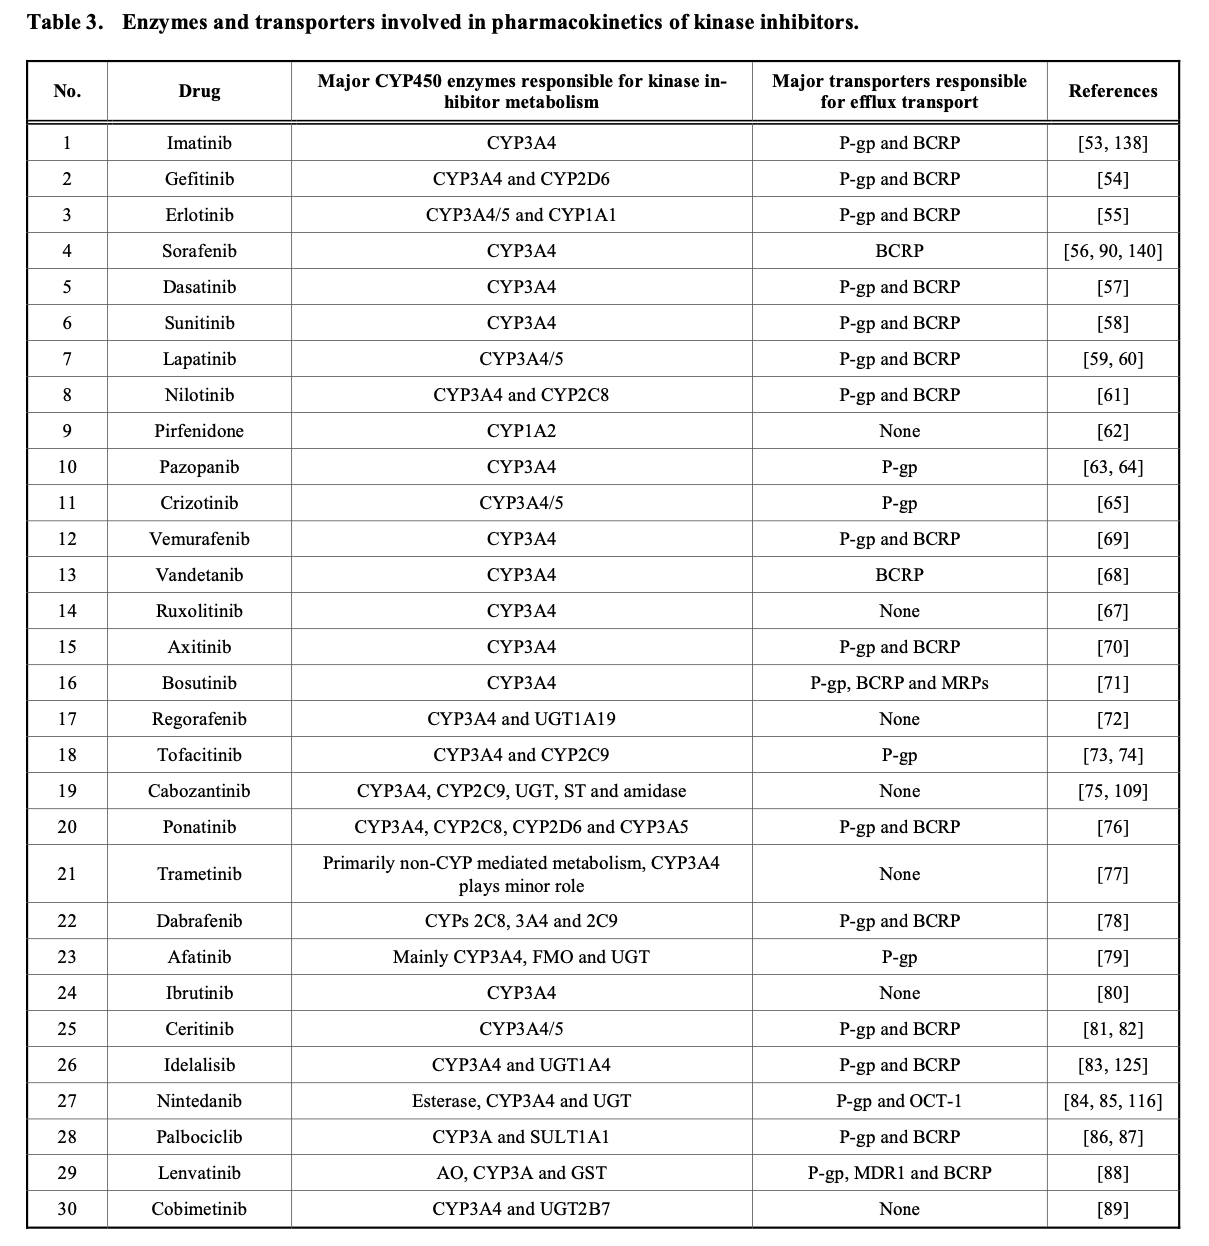 Table 3. Enzymes and transporters involved in pharmacokinetics of kinase inhibitors.
No. Drug Major CYP450 enzymes responsible for kinase in- Major transporters responsible References
hibitor metabolism for efflux transport
1 Imatinib CYP3A4 P-gp and BCRP [53, 138]
2 Gefitinib CYP3A4 and CYP2D6 P-gp and BCRP [54]
3 Erlotinib CYP3A4/5 and CYP1A1 P-gp and BCRP [55]
4 Sorafenib CYP3A4 BCRP [56, 90, 140]
5 Dasatinib CYP3A4 P-gp and BCRP [57]
6 Sunitinib CYP3A4 P-gp and BCRP [58]
7 Lapatinib CYP3A4/5 P-gp and BCRP [59, 60]
8 Nilotinib CYP3A4 and CYP2C8 P-gp and BCRP [61]
9 Pirfenidone CYP1A2 None [62]
10 Pazopanib CYP3A4 P-gp [63, 64]
11 Crizotinib CYP3A4/5 P-gp [65]
12 Vemurafenib CYP3A4 P-gp and BCRP [69]
13 Vandetanib CYP3A4 BCRP [68]
14 Ruxolitinib CYP3A4 None [67]
15 Axitinib CYP3A4 P-gp and BCRP [70]
16 Bosutinib CYP3A4 P-gp, BCRP and MRPs [71]
17 Regorafenib CYP3A4 and UGT1A19 None [72]
18 Tofacitinib CYP3A4 and CYP2C9 P-gp [73, 74]
19 Cabozantinib CYP3A4, CYP2C9, UGT, ST and amidase None [75, 109]
20 Ponatinib CYP3A4, CYP2C8, CYP2D6 and CYP3A5 P-gp and BCRP [76]
21 Trametinib Primarily non-CYP mediated metabolism, CYP3A4 None [77]
plays minor role
22 Dabrafenib CYPs 2C8, 3A4 and 2C9 P-gp and BCRP [78]
23 Afatinib Mainly CYP3A4, FMO and UGT P-gp [79]
24 Ibrutinib CYP3A4 None [80]
25 Ceritinib CYP3A4/5 P-gp and BCRP [81, 82]
26 Idelalisib CYP3A4 and UGT1A4 P-gp and BCRP [83, 125]
27 Nintedanib Esterase, CYP3A4 and UGT P-gp and OCT-1 [84, 85, 116]
28 Palbociclib CYP3A and SULT1A1 P-gp and BCRP [86, 87]
29 Lenvatinib AO, CYP3A and GST P-gp, MDR1 and BCRP [88]
30 Cobimetinib CYP3A4 and UGT2B7 None [89]